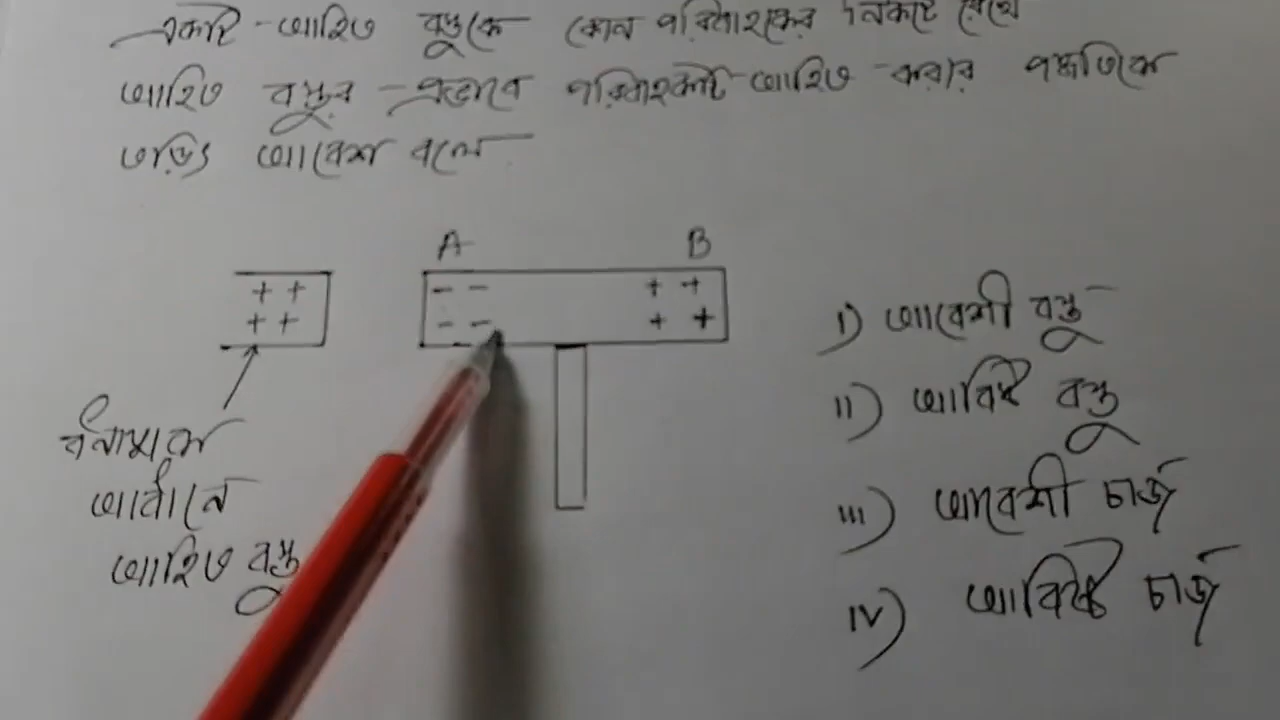 একটি আহিত বস্তুকে কোন পরিবাহকের নিকটে রেখে
আহিত বস্তুর প্রভাবে পরিবাহকটি আহিত করার পদ্ধতিকে
তড়িৎ আবেশ বলে
A B
+ + - - + +
+ + - - + +
ধনাত্মক
আধানে
আহিত বস্তু
I) আবেশী বস্তু
II) আবিষ্ট বস্তু
III) আবেশী চার্জ
IV) আবিষ্ট চার্জ